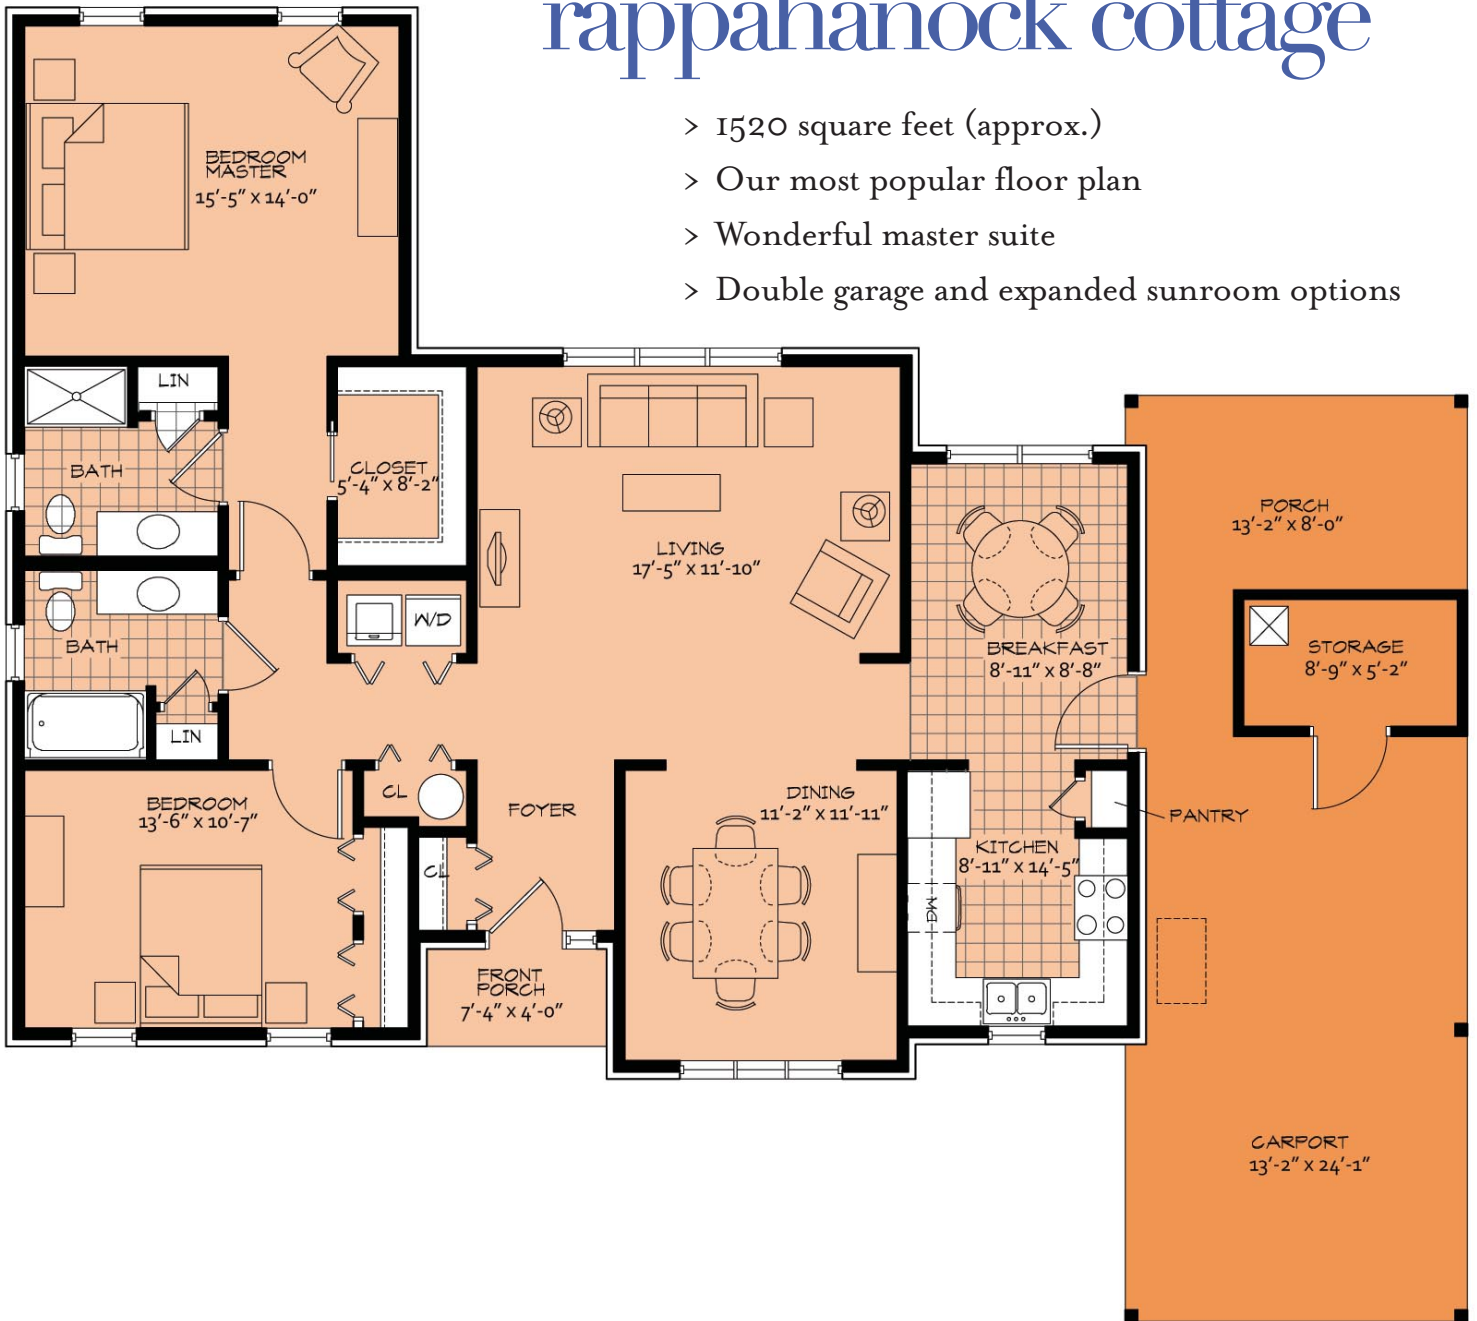 rappahanock cottage
> 1520 square feet (approx.)
> Our most popular floor plan
> Wonderful master suite
> Double garage and expanded sunroom options
BEDROOM
MASTER
15'-5" x 14'-0"
LIN
BATH
CLOSET
5'-4" x 8'-2"
LIVING
17'-5" x 11'-10"
W/D
BATH
LIN
BREAKFAST
8'-11" x 8'-8"
PORCH
13'-2" x 8'-0"
STORAGE
8'-9" x 5'-2"
BEDROOM
13'-6" x 10'-7"
CL
FOYER
DINING
11'-2" x 11'-11"
PANTRY
KITCHEN
8'-11" x 14'-5"
CL
DW
FRONT
PORCH
7'-4" x 4'-0"
CARPORT
13'-2" x 24'-1"